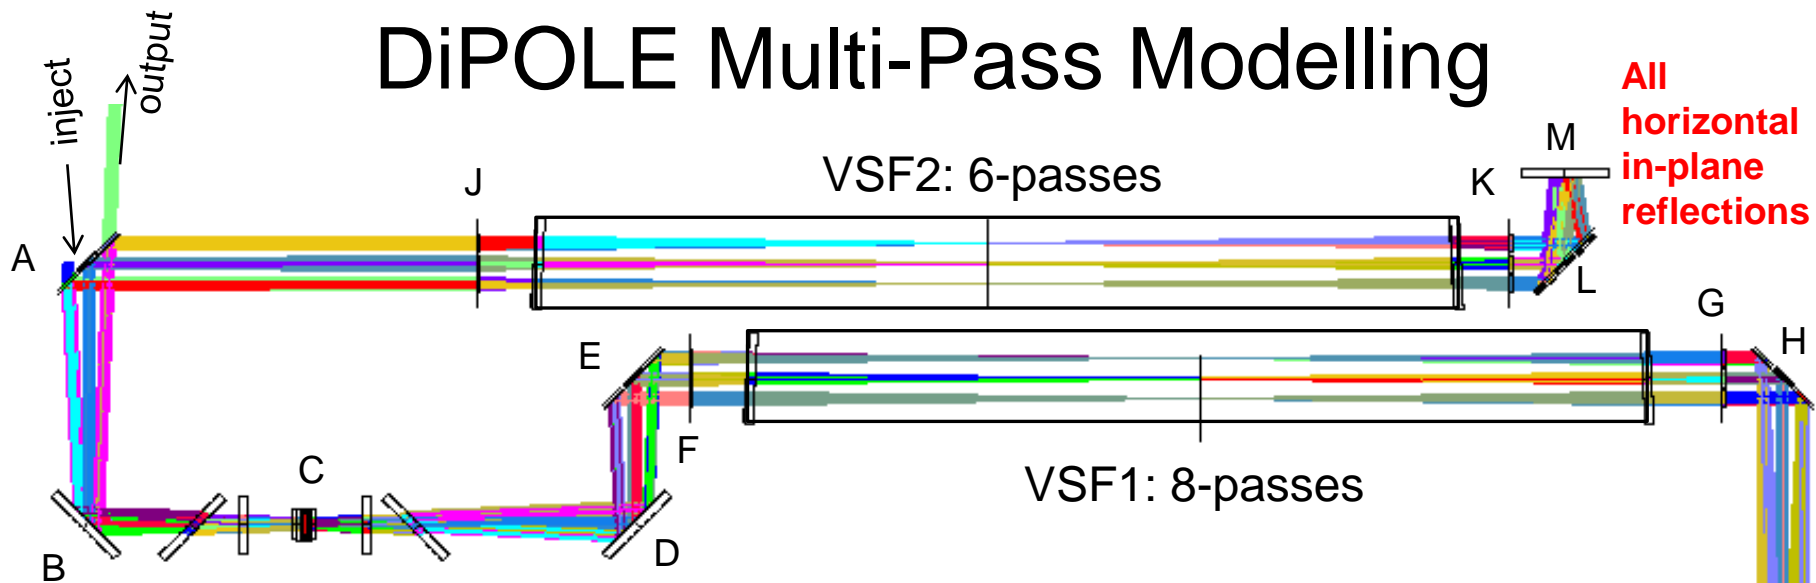 DiPOLE Multi-Pass Modelling
inject
output
All
horizontal
in-plane
reflections
A
J
VSF2: 6-passes
K
M
L
E
F
G
H
VSF1: 8-passes
C
B
D